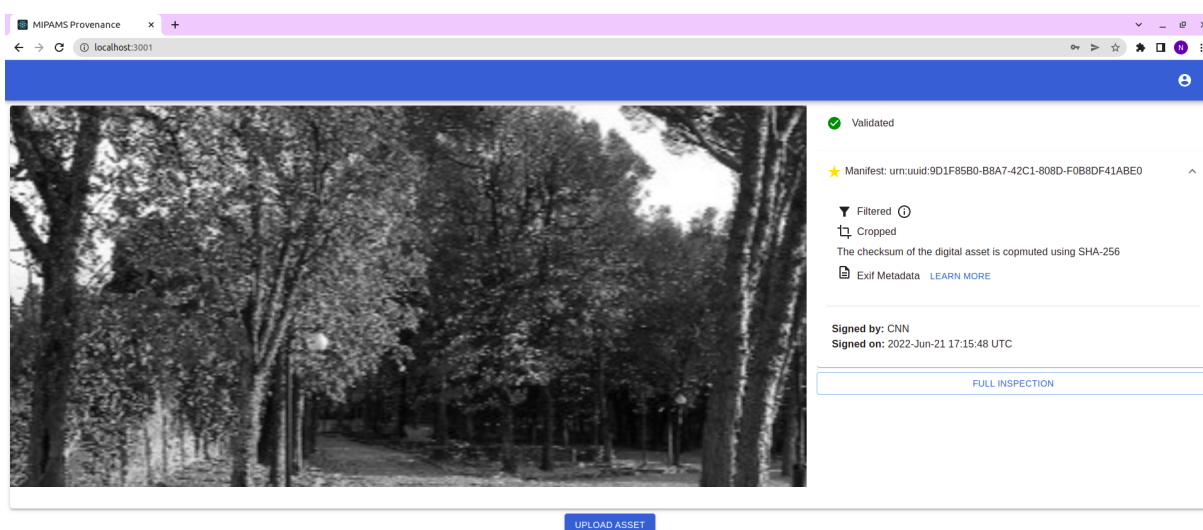 MIPAMS Provenance
localhost:3001
N
Validated
Manifest: urn:uuid:9D1F85B0-B8A7-42C1-808D-F0B8DF41ABE0
Filtered
Cropped
The checksum of the digital asset is copmuted using SHA-256
Exif Metadata LEARN MORE
Signed by: CNN
Signed on: 2022-Jun-21 17:15:48 UTC
FULL INSPECTION
UPLOAD ASSET